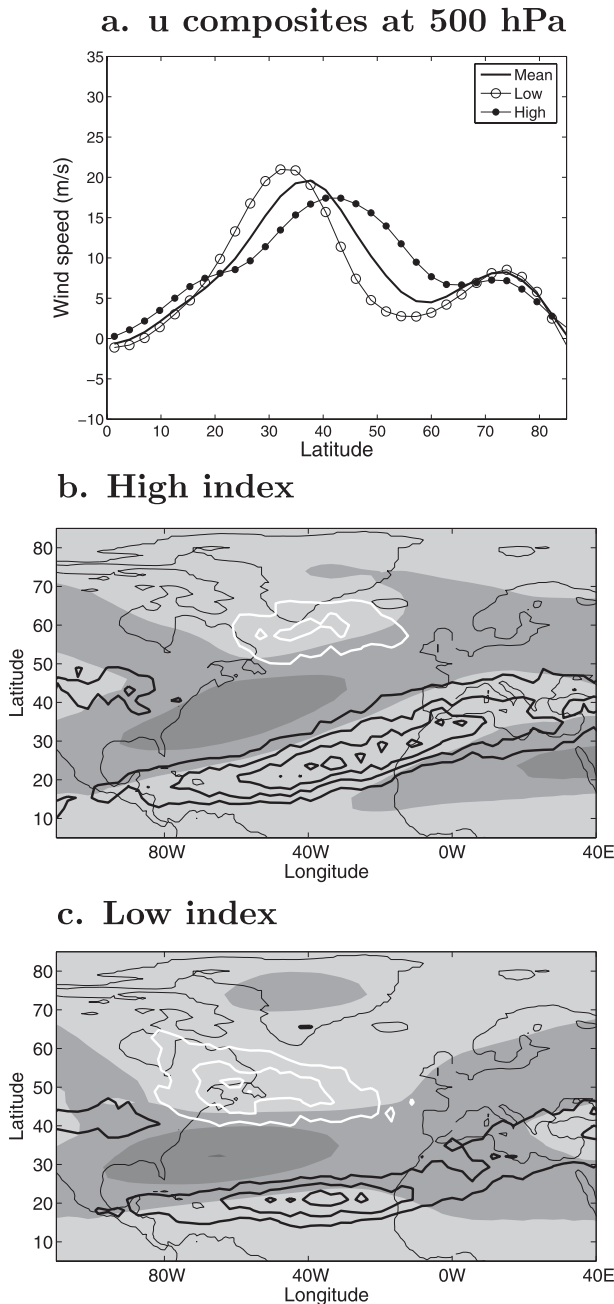 a. u composites at 500 hPa
35
30
25
20
15
10
5
0
−5
−10
Wind speed (m/s)
Mean
Low
High
0 10 20 30 40 50 60 70 80
Latitude
b. High index
80
70
60
50
40
30
20
10
Latitude
80W 40W 0W 40E
Longitude
c. Low index
80
70
60
50
40
30
20
10
Latitude
80W 40W 0W 40E
Longitude